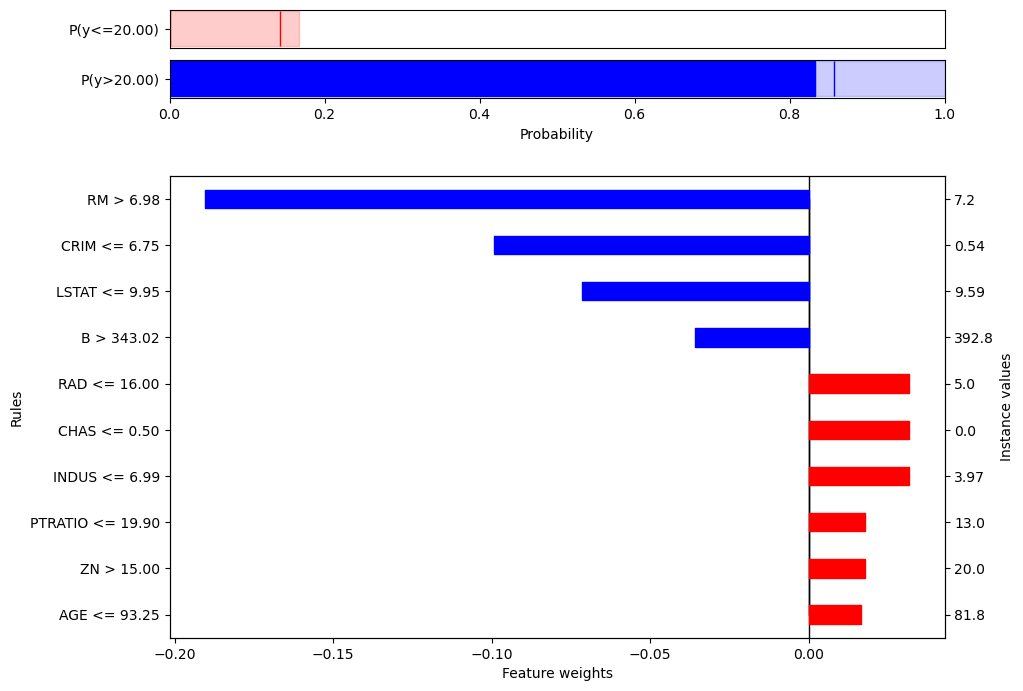 P(y<=20.00)
P(y>20.00)
0.0 0.2 0.4 0.6 0.8 1.0
Probability
RM > 6.98 7.2
CRIM <= 6.75 0.54
LSTAT <= 9.95 9.59
B > 343.02 392.8
RAD <= 16.00 5.0
CHAS <= 0.50 0.0
INDUS <= 6.99 3.97
PTRATIO <= 19.90 13.0
ZN > 15.00 20.0
AGE <= 93.25 81.8
Rules
Instance values
−0.20 −0.15 −0.10 −0.05 0.00
Feature weights